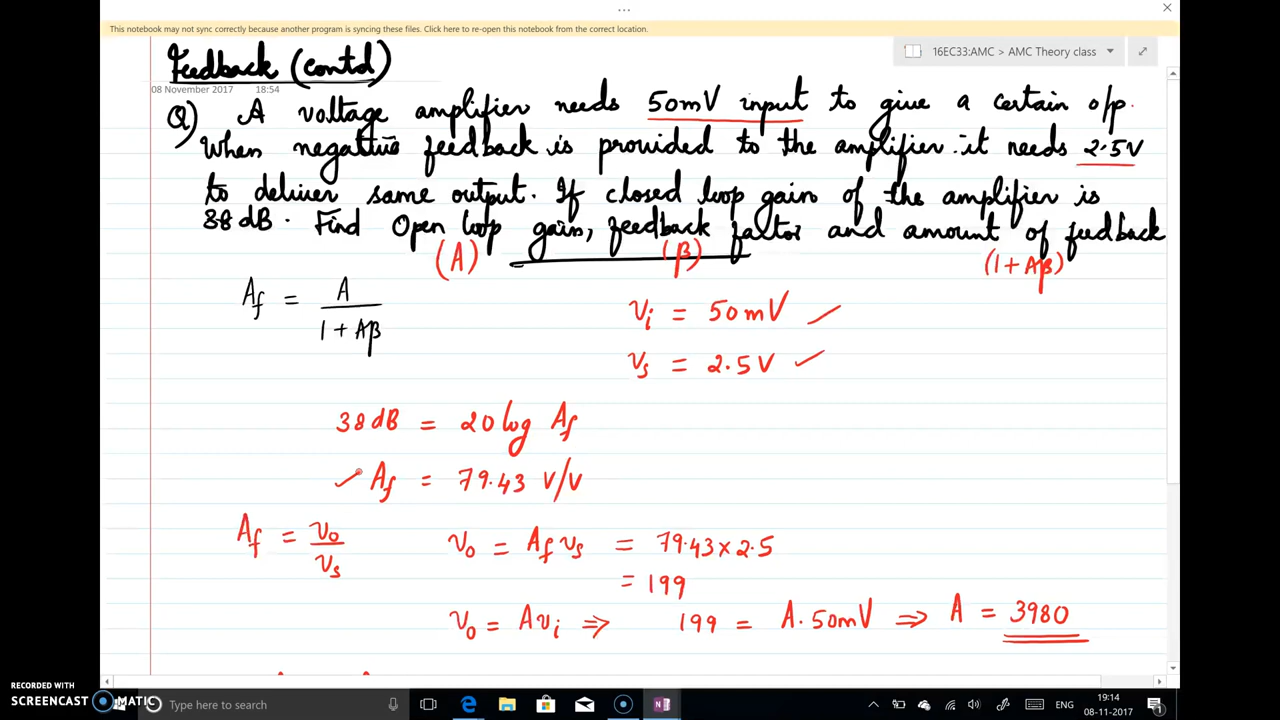 This notebook may not sync correctly because another program is syncing these files. Click here to re-open this notebook from the correct location.
16EC33:AMC > AMC Theory class
Feedback (contd)
08 November 2017 18:54
Q) A voltage amplifier needs 50mV input to give a certain o/p.
When negative feedback is provided to the amplifier it needs 2.5V
to deliver same output. If closed loop gain of the amplifier is
38 dB. Find Open loop gain, feedback factor and amount of feedback
(A) (β) (1 + Aβ)
Af = A / 1 + Aβ
vi = 50mV
vs = 2.5V
38dB = 20log Af
Af = 79.43 V/V
Af = vo / vs
vo = Af vs = 79.43 x 2.5
= 199
vo = Avi ⇒ 199 = A. 50mV ⇒ A = 3980
RECORDED WITH
SCREENCAST MATIC
Type here to search
ENG
19:14
08-11-2017